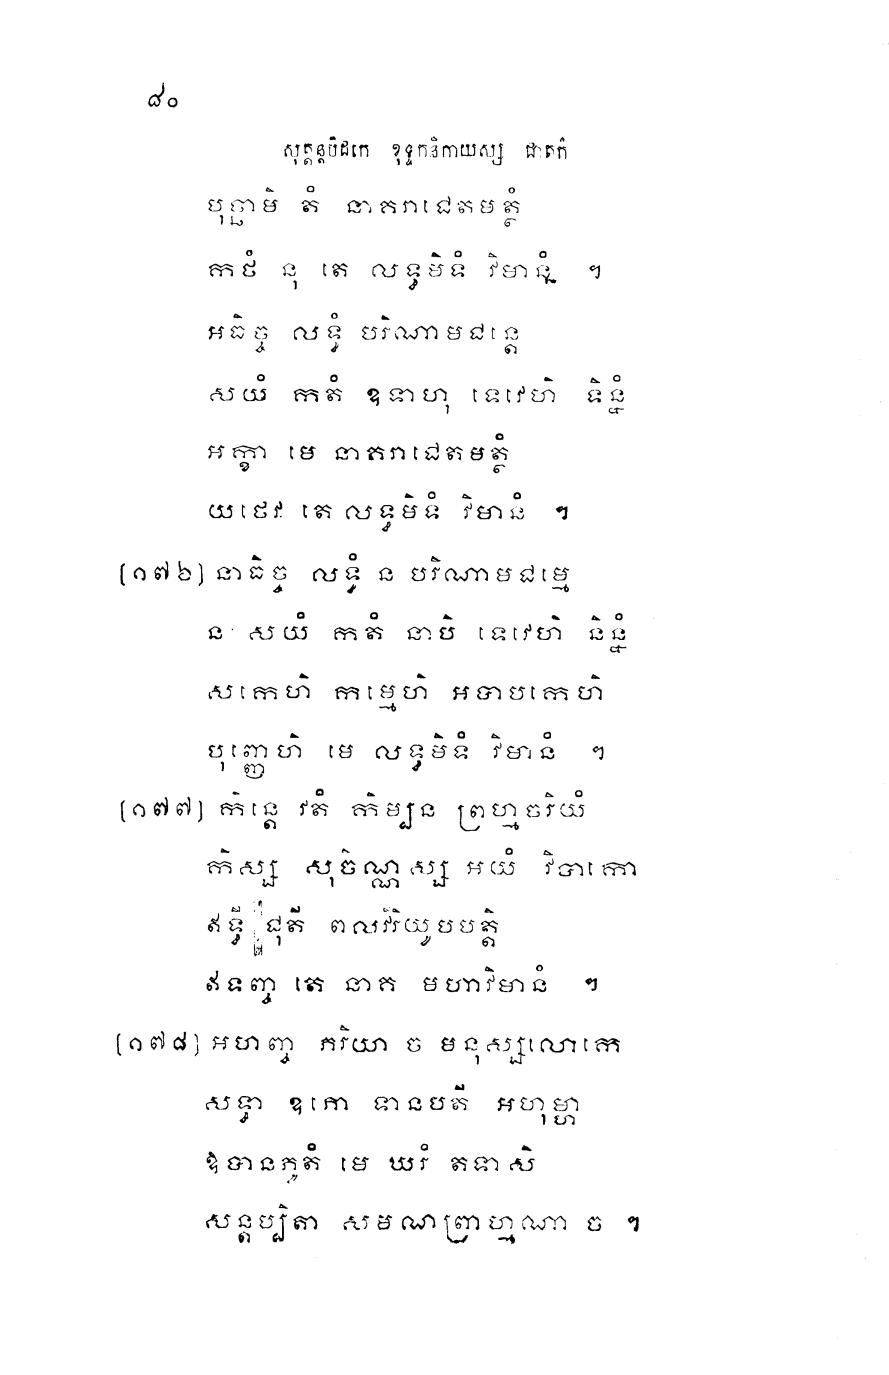 ៨០
សុត្តន្តបិដកេ ខុទ្ទកនិកាយស្ស ជាតកំ
បុច្ឆាមិ តំ នាគរាជេតមត្ថំ
កថំ នុ តេ លទ្ធមិទំ វិមានំ ។
អធិច្ច លទ្ធំ បរិណាមជន្តេ
សយំ កតំ ឧទាហុ ទេវេហិ ទិន្នំ
អក្ខា មេ នាគរាជេតមត្ថំ
យថេវ តេ លទ្ធមិទំ វិមានំ ។
(១៧៦) នាធិច្ច លទ្ធំ ន បរិណាមជម្មេ
ន សយំ កតំ នាបិ ទេវេហិ ទិន្នំ
សកេហិ កម្មេហិ អបាបកេហិ
បុញ្ញេហិ មេ លទ្ធមិទំ វិមានំ ។
(១៧៧) កិន្តេ វតំ កិម្បន ព្រហ្មចរិយំ
កិស្ស សុចិណ្ណស្ស អយំ វិបាកោ
ឥទ្ធី ជុតី ពលវីរិយូបបត្តិ
ឥទញ្ច តេ នាគ មហាវិមានំ ។
(១៧៨) អហញ្ច ភរិយា ច មនុស្សលោកេ
សទ្ធា ឧភោ ទានបតី អហុម្ហា
ឱបានភូតំ មេ ឃរំ តទាសិ
សន្តប្បិតា សមណព្រាហ្មណា ច ។